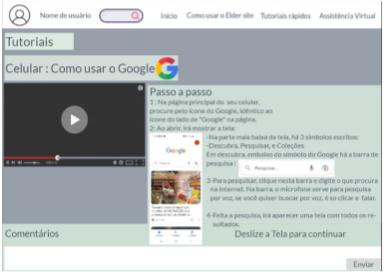 Nome de usuário
Início
Como usar o Elder site
Tutoriais rápidos
Assistência Virtual
Tutoriais
Celular : Como usar o Google
Passo a passo
1 : Na página principal do seu celular,
procure pelo ícone do Google, idêntico ao
ícone do lado de "Google" na página.
2: Ao abrir, irá mostrar a tela:
Google
-Na parte mais baixa da tela, há 3 símbolos escritos:
-Descubra, Pesquisar, e Coleções
Em descubra, embaixo do símbolo do Google há a barra de
pesquisa :
Pesquisar...
3-Para pesquisar, clique nesta barra e digite o que procura
na internet. Na barra, o microfone serve para pesquisa
por voz, se você quiser buscar por voz, é só clicar e falar.
4-Feita a pesquisa, irá aparecer uma tela com todos os re-
sultados.
Comentários
Deslize a Tela para continuar
Enviar